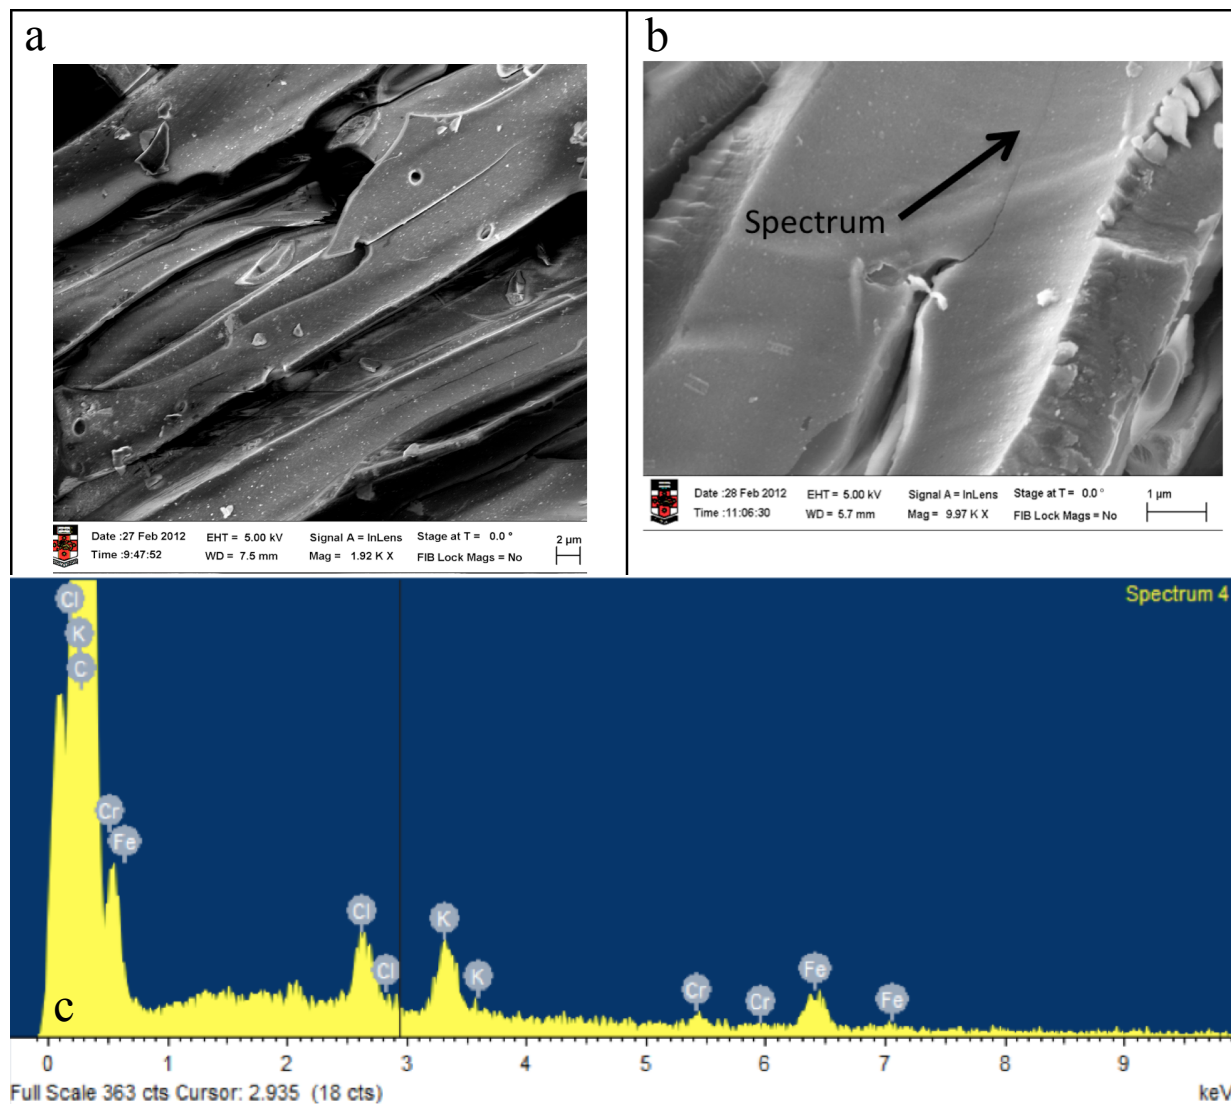 a
b
Spectrum
Date :27 Feb 2012 EHT = 5.00 kV Signal A = InLens Stage at T = 0.0 ° 2 µm
Time :9:47:52 WD = 7.5 mm Mag = 1.92 K X FIB Lock Mags = No
Date :28 Feb 2012 EHT = 5.00 kV Signal A = InLens Stage at T = 0.0 ° 1 µm
Time :11:06:30 WD = 5.7 mm Mag = 9.97 K X FIB Lock Mags = No
Spectrum 4
Cl
K
C
Cr
Fe
Cl
Cl
K
K
Cr
Cr
Fe
Fe
c
0 1 2 3 4 5 6 7 8 9
Full Scale 363 cts Cursor: 2.935 (18 cts) keV